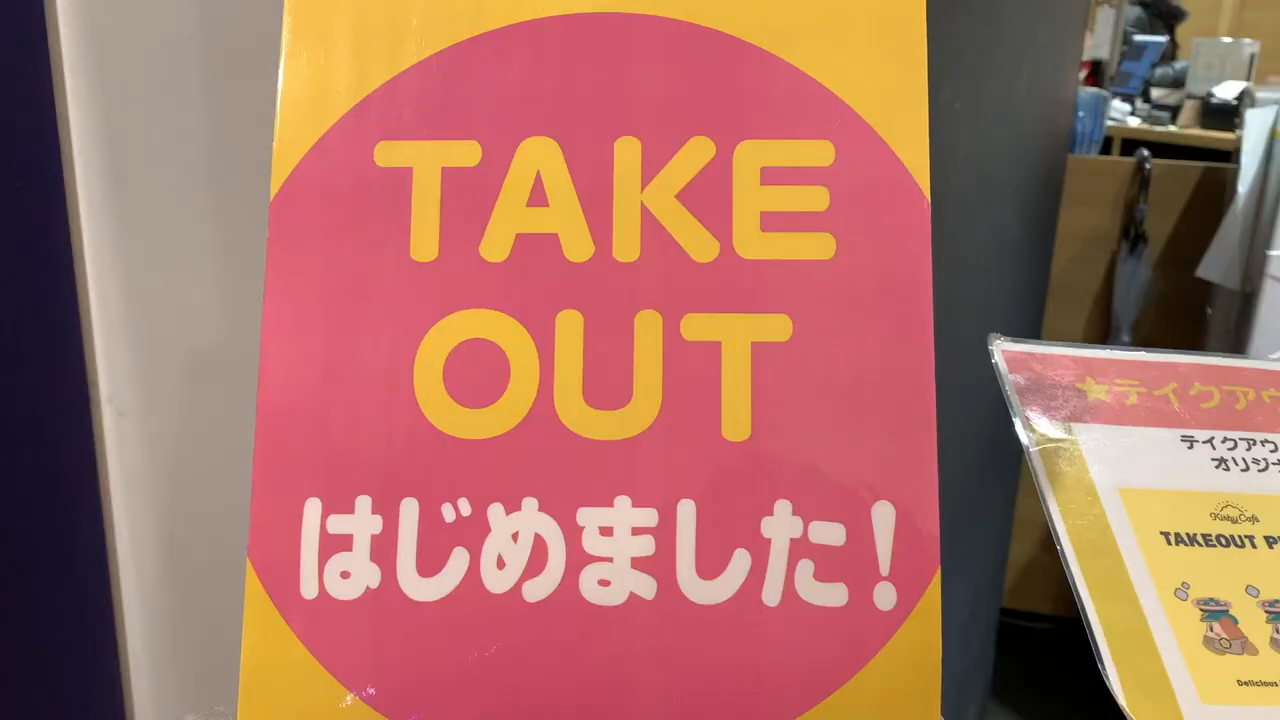 TAKE
OUT
はじめました!
★テイクアウ
テイクアウ
オリジ
Kirby Café
TAKEOUT
Delicious